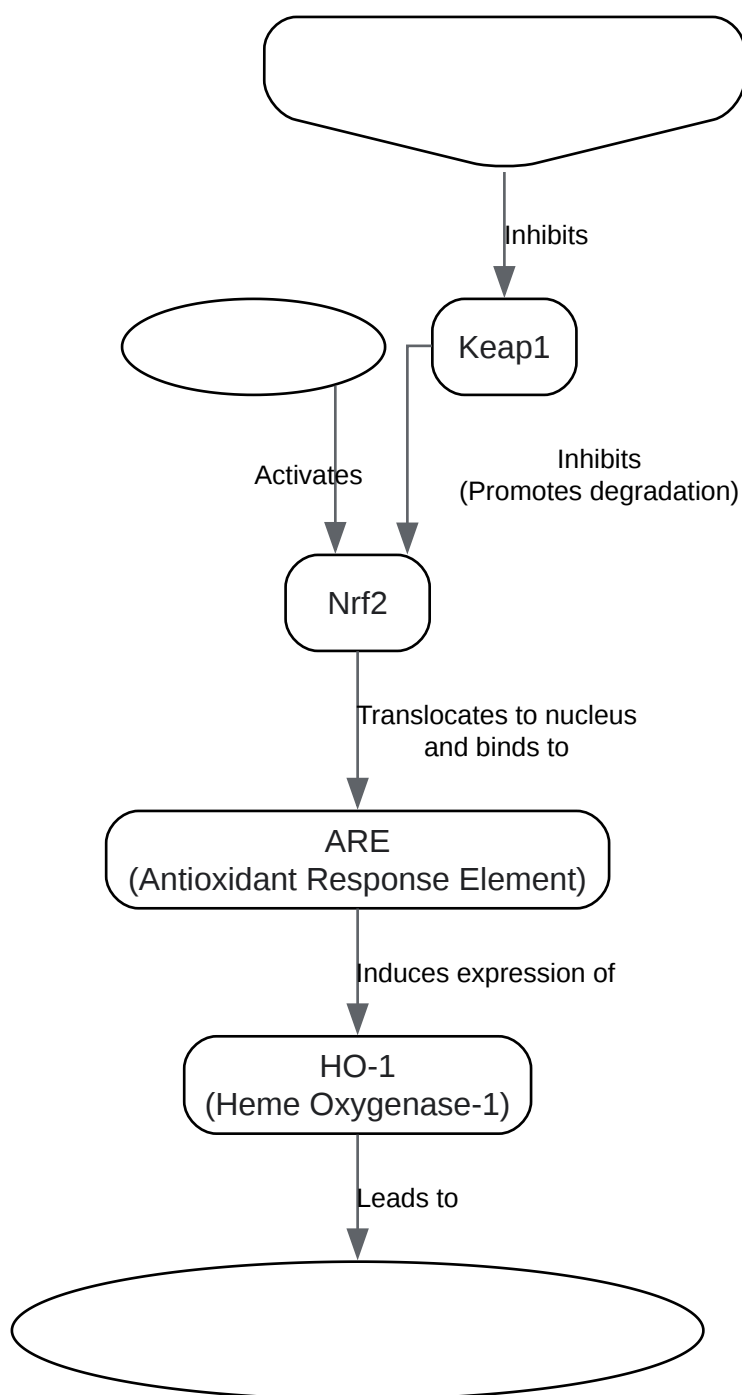 Inhibits
Keap1
Activates
Inhibits
(Promotes degradation)
Nrf2
Translocates to nucleus
and binds to
ARE
(Antioxidant Response Element)
Induces expression of
HO-1
(Heme Oxygenase-1)
Leads to